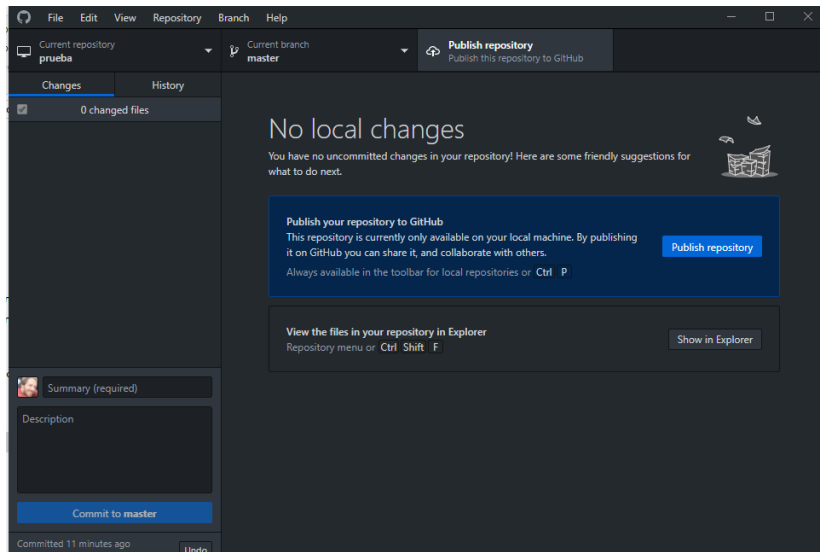 File Edit View Repository Branch Help
Current repository
prueba
Current branch
master
Publish repository
Publish this repository to GitHub
Changes History
0 changed files
No local changes
You have no uncommitted changes in your repository! Here are some friendly suggestions for
what to do next.
Publish your repository to GitHub
This repository is currently only available on your local machine. By publishing
it on GitHub you can share it, and collaborate with others.
Always available in the toolbar for local repositories or Ctrl P
Publish repository
View the files in your repository in Explorer
Repository menu or Ctrl Shift F
Show in Explorer
Summary (required)
Description
Commit to master
Committed 11 minutes ago
Undo